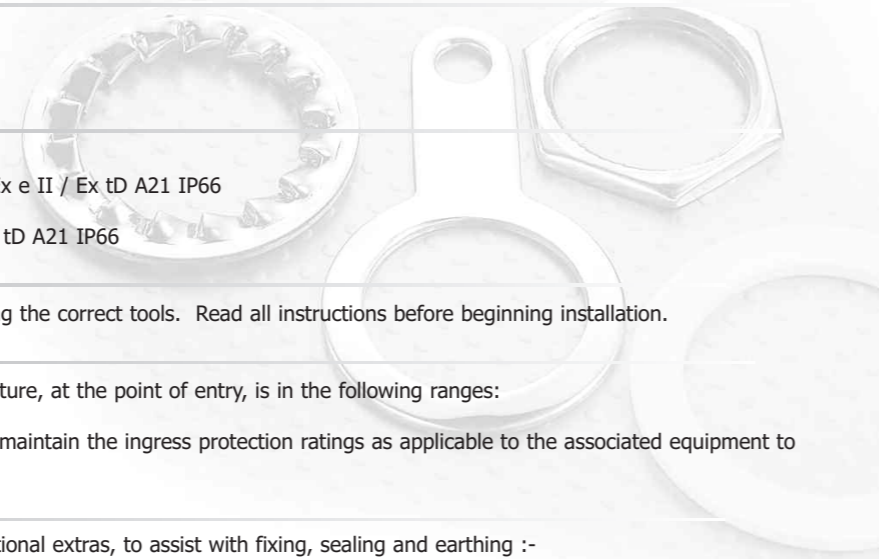 x e II / Ex tD A21 IP66
tD A21 IP66
g the correct tools. Read all instructions before beginning installation.
ture, at the point of entry, is in the following ranges:
maintain the ingress protection ratings as applicable to the associated equipment to
tional extras, to assist with fixing, sealing and earthing :-